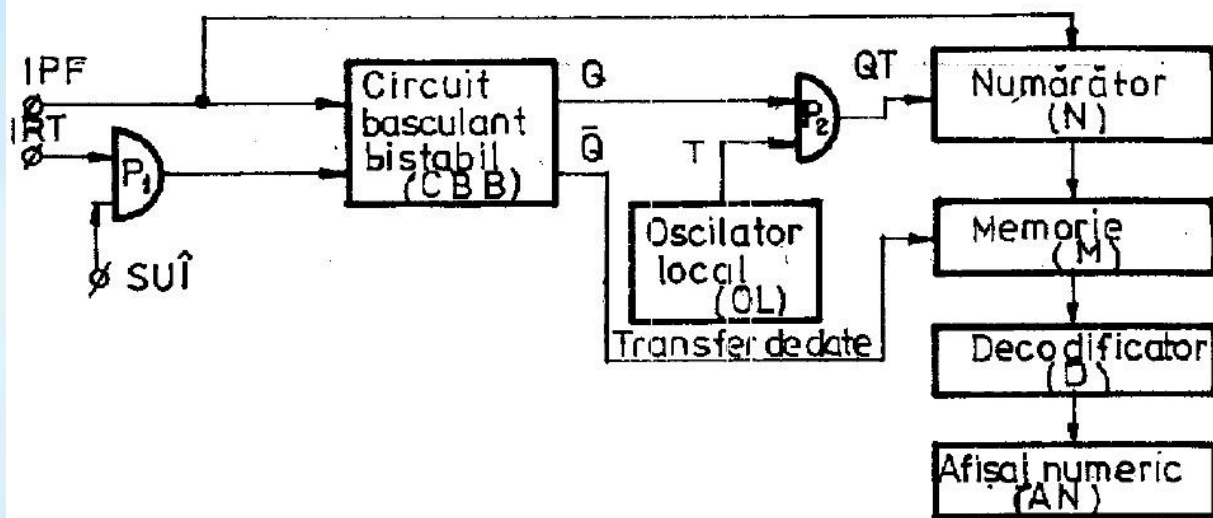 IPF
IRT
P1
SUÎ
Circuit
basculant
bistabil
(CBB)
Q
Q̄
T
P2
QT
Oscilator
local
(OL)
Transfer de date
Numărător
(N)
Memorie
(M)
Decodificator
(D)
Afișaj numeric
(AN)